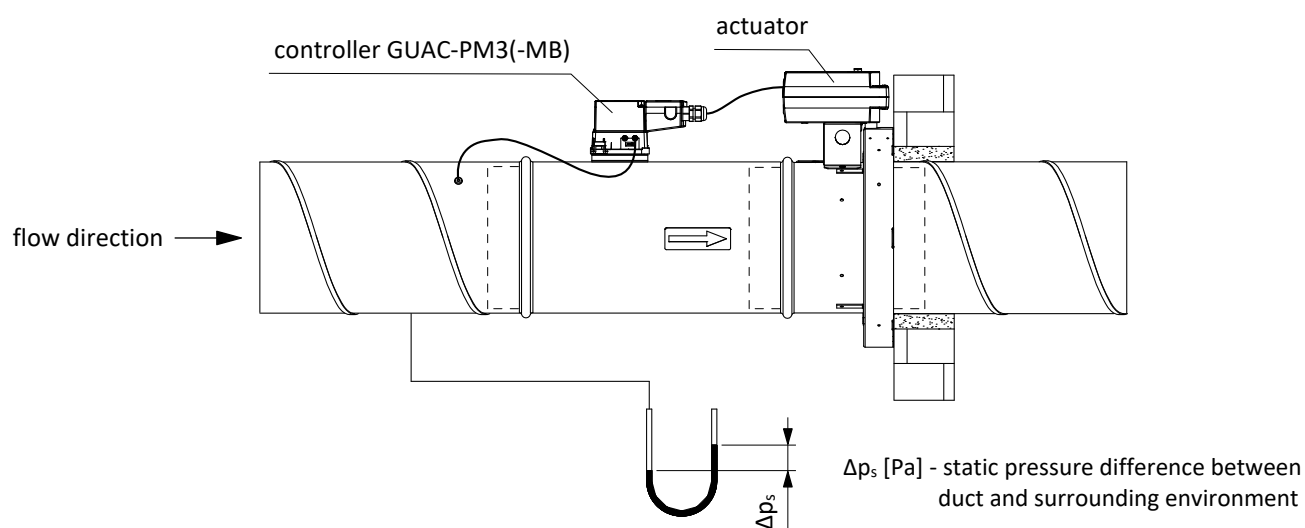 actuator
controller GUAC-PM3(-MB)
flow direction
Δpₛ [Pa] - static pressure difference between
duct and surrounding environment
Δpₛ